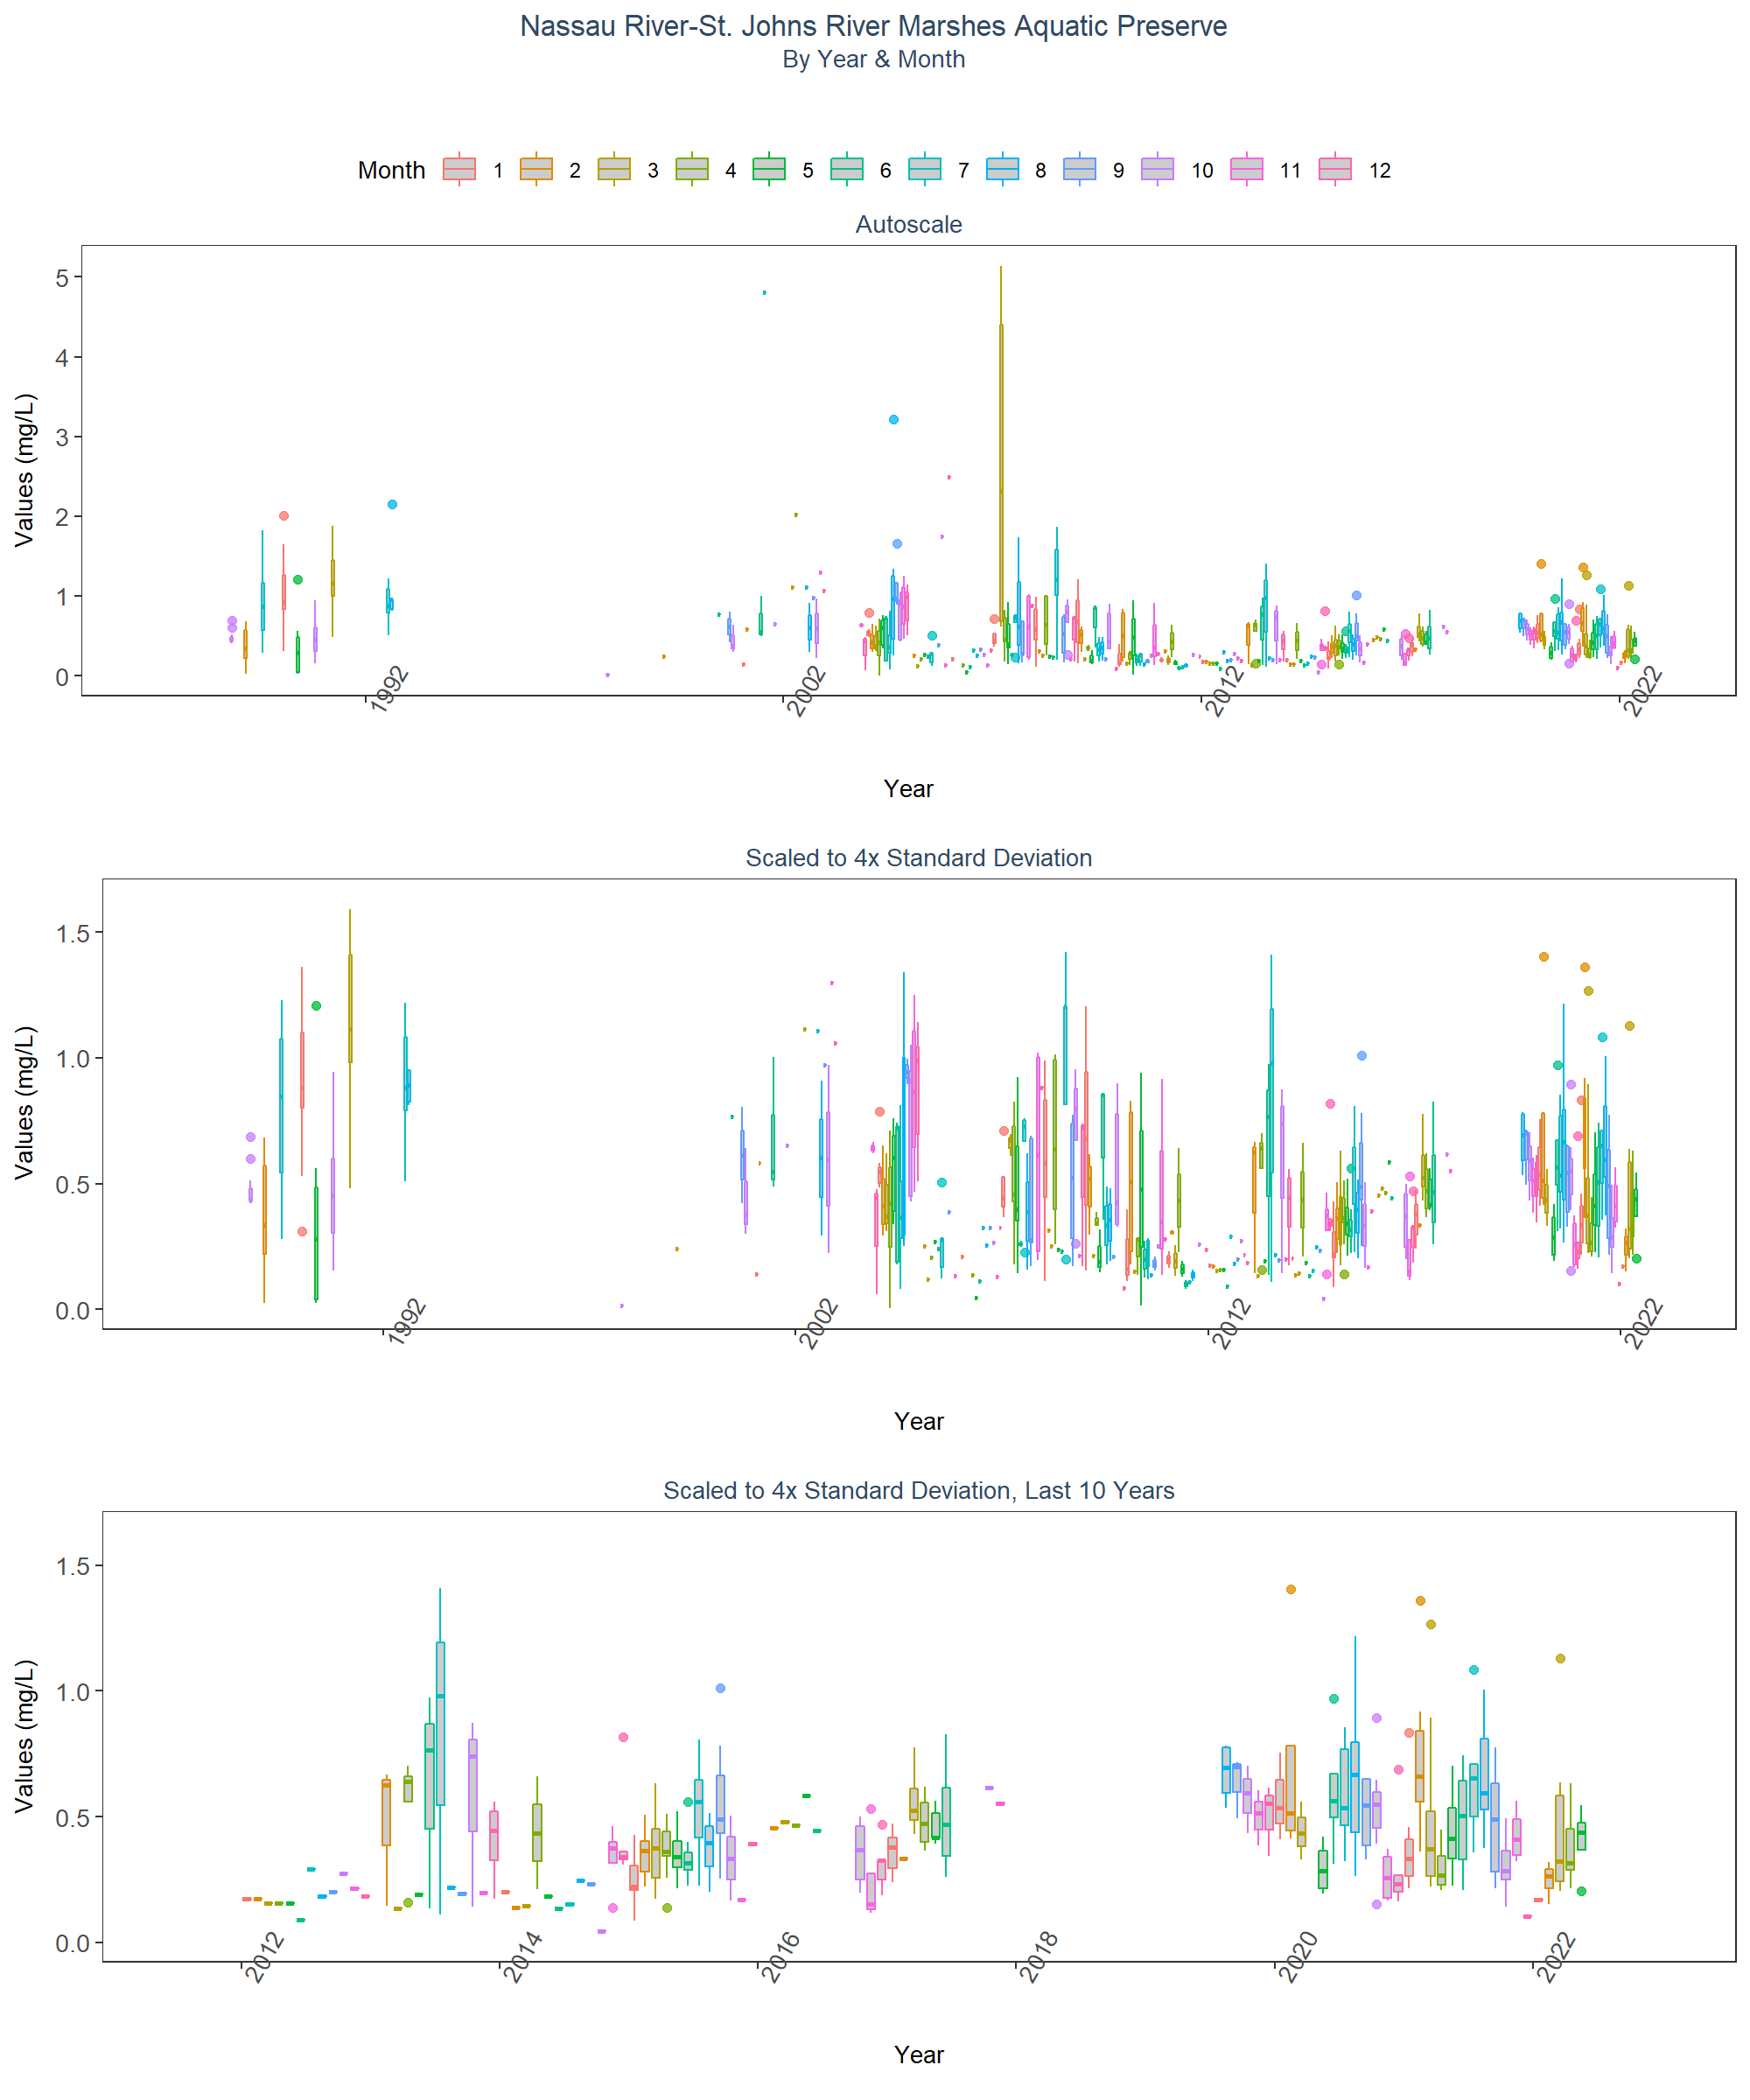 Nassau River-St. Johns River Marshes Aquatic Preserve
By Year & Month
Month 1 2 3 4 5 6 7 8 9 10 11 12
Autoscale
Values (mg/L)
5
4
3
2
1
0
1992 2002 2012 2022
Year
Scaled to 4x Standard Deviation
Values (mg/L)
1.5
1.0
0.5
0.0
1992 2002 2012 2022
Year
Scaled to 4x Standard Deviation, Last 10 Years
Values (mg/L)
1.5
1.0
0.5
0.0
2012 2014 2016 2018 2020 2022
Year